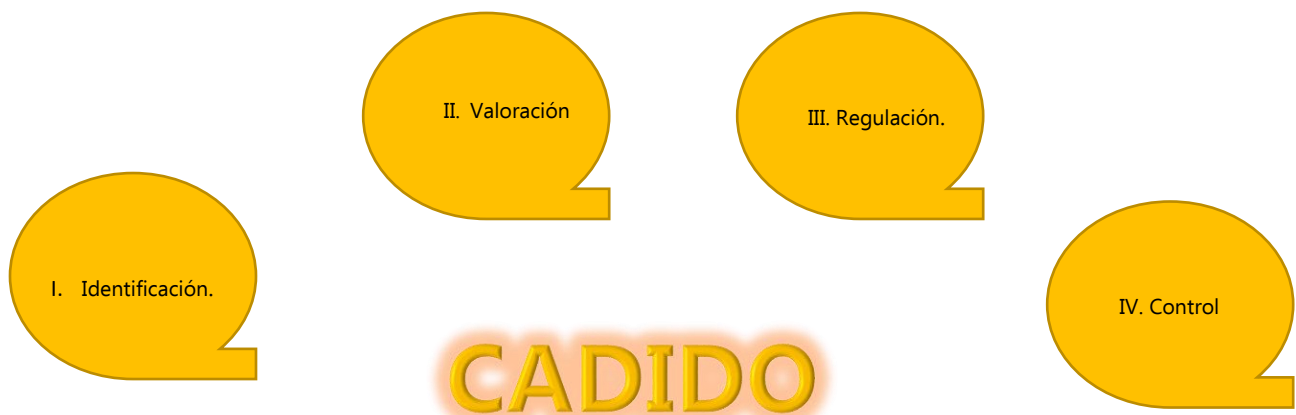 I. Identificación.
II. Valoración
III. Regulación.
IV. Control
CADIDO